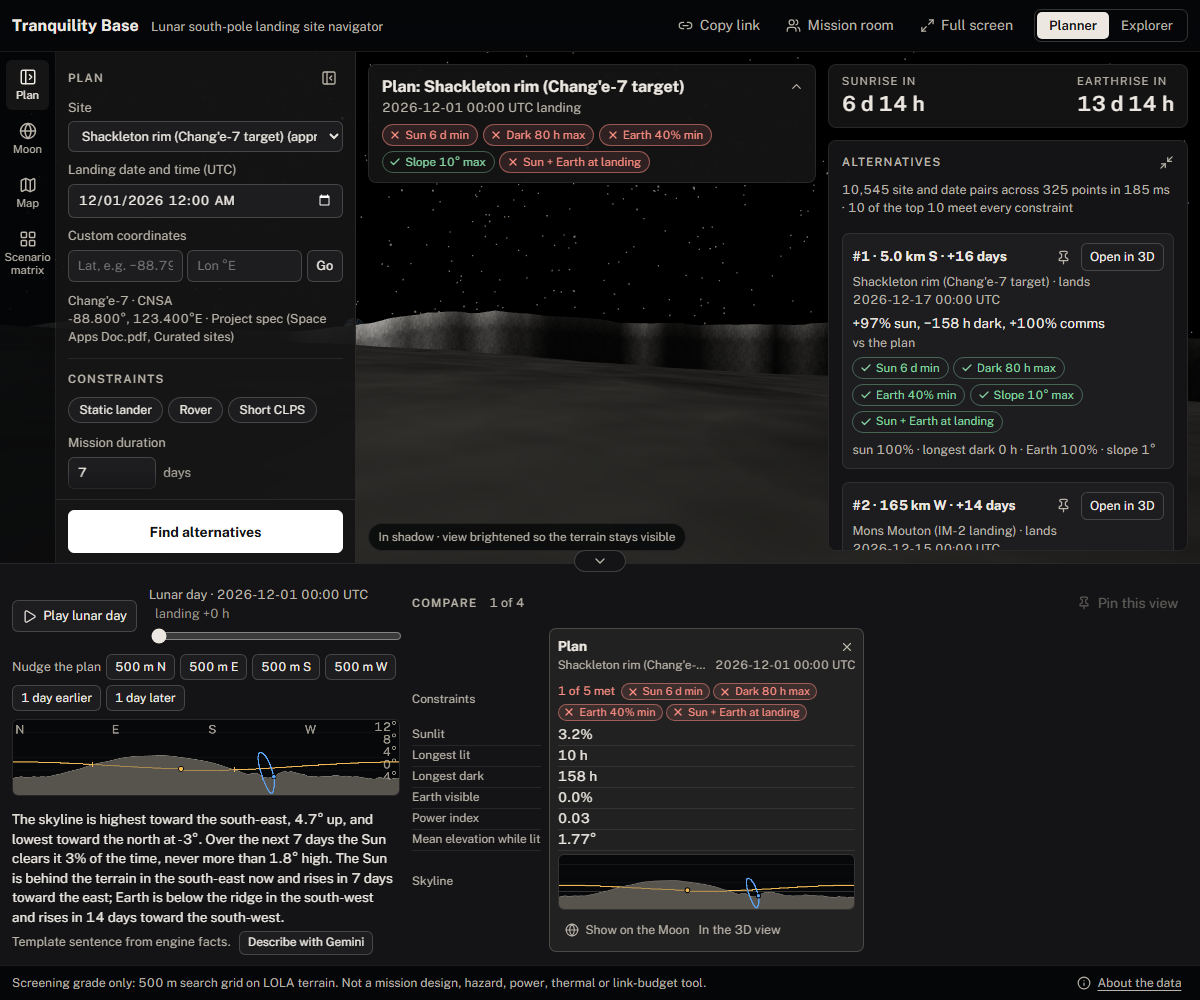 Tranquility Base Lunar south-pole landing site navigator
Copy link Mission room Full screen Planner Explorer
Plan
Moon
Map
Scenario
matrix
PLAN
Site
Shackleton rim (Chang'e-7 target) (appr
Landing date and time (UTC)
12/01/2026 12:00 AM
Custom coordinates
Lat, e.g. −88.79 Lon °E Go
Chang'e-7 · CNSA
-88.800°, 123.400°E · Project spec (Space
Apps Doc.pdf, Curated sites)
CONSTRAINTS
Static lander Rover Short CLPS
Mission duration
7 days
Find alternatives
Plan: Shackleton rim (Chang'e-7 target)
2026-12-01 00:00 UTC landing
Sun 6 d min Dark 80 h max Earth 40% min
Slope 10° max Sun + Earth at landing
In shadow · view brightened so the terrain stays visible
SUNRISE IN EARTHRISE IN
6 d 14 h 13 d 14 h
ALTERNATIVES
10,545 site and date pairs across 325 points in 185 ms
· 10 of the top 10 meet every constraint
#1 · 5.0 km S · +16 days Open in 3D
Shackleton rim (Chang'e-7 target) · lands
2026-12-17 00:00 UTC
+97% sun, −158 h dark, +100% comms
vs the plan
Sun 6 d min Dark 80 h max
Earth 40% min Slope 10° max
Sun + Earth at landing
sun 100% · longest dark 0 h · Earth 100% · slope 1°
#2 · 165 km W · +14 days Open in 3D
Mons Mouton (IM-2 landing) · lands
2026-12-15 00:00 UTC
Play lunar day
Lunar day · 2026-12-01 00:00 UTC
landing +0 h
Nudge the plan 500 m N 500 m E 500 m S 500 m W
1 day earlier 1 day later
N E S W 12°
8°
4°
0°
-4°
The skyline is highest toward the south-east, 4.7° up, and
lowest toward the north at -3°. Over the next 7 days the Sun
clears it 3% of the time, never more than 1.8° high. The Sun
is behind the terrain in the south-east now and rises in 7 days
toward the east; Earth is below the ridge in the south-west
and rises in 14 days toward the south-west.
Template sentence from engine facts. Describe with Gemini
COMPARE 1 of 4 Pin this view
Plan
Shackleton rim (Chang'e-... 2026-12-01 00:00 UTC
Constraints 1 of 5 met Sun 6 d min Dark 80 h max
Earth 40% min Sun + Earth at landing
Sunlit 3.2%
Longest lit 10 h
Longest dark 158 h
Earth visible 0.0%
Power index 0.03
Mean elevation while lit 1.77°
Skyline
Show on the Moon In the 3D view
Screening grade only: 500 m search grid on LOLA terrain. Not a mission design, hazard, power, thermal or link-budget tool. About the data